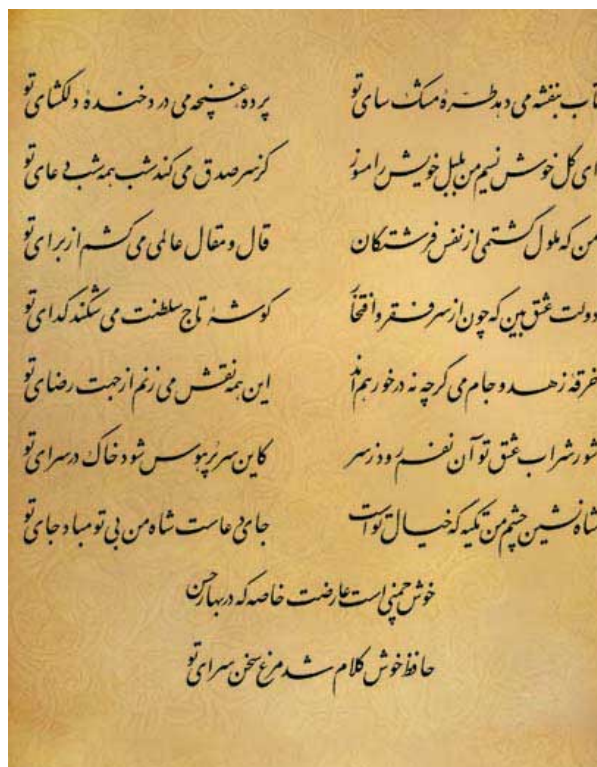 تاب بنفشه می دهد طرهٔ مشک سای تو پرده غنچه می درد خندهٔ دلگشای تو
ای گل خوش نسیم من بلبل خویش را مسوز کز سر صدق می کند شب همه شب دعای تو
من که ملول گشتمی از نفس فرشتگان قال و مقال عالمی می کشم از برای تو
دولت عشق بین که چون از سر فقر و افتخار گوشهٔ تاج سلطنت می شکند گدای تو
خرقهٔ زهد و جام می گرچه نه درخور همند این همه نقش می زنم از جهت رضای تو
شور شراب عشق تو آن نفسم رود ز سر کاین سر پرهوس شود خاک در سرای تو
شاه نشین چشم من تکیه گه خیال توست جای دعاست شاه من بی تو مباد جای تو
خوش چمنی است عارضت خاصه که در بهار حسن
حافظ خوش کلام شد مرغ سخن سرای تو